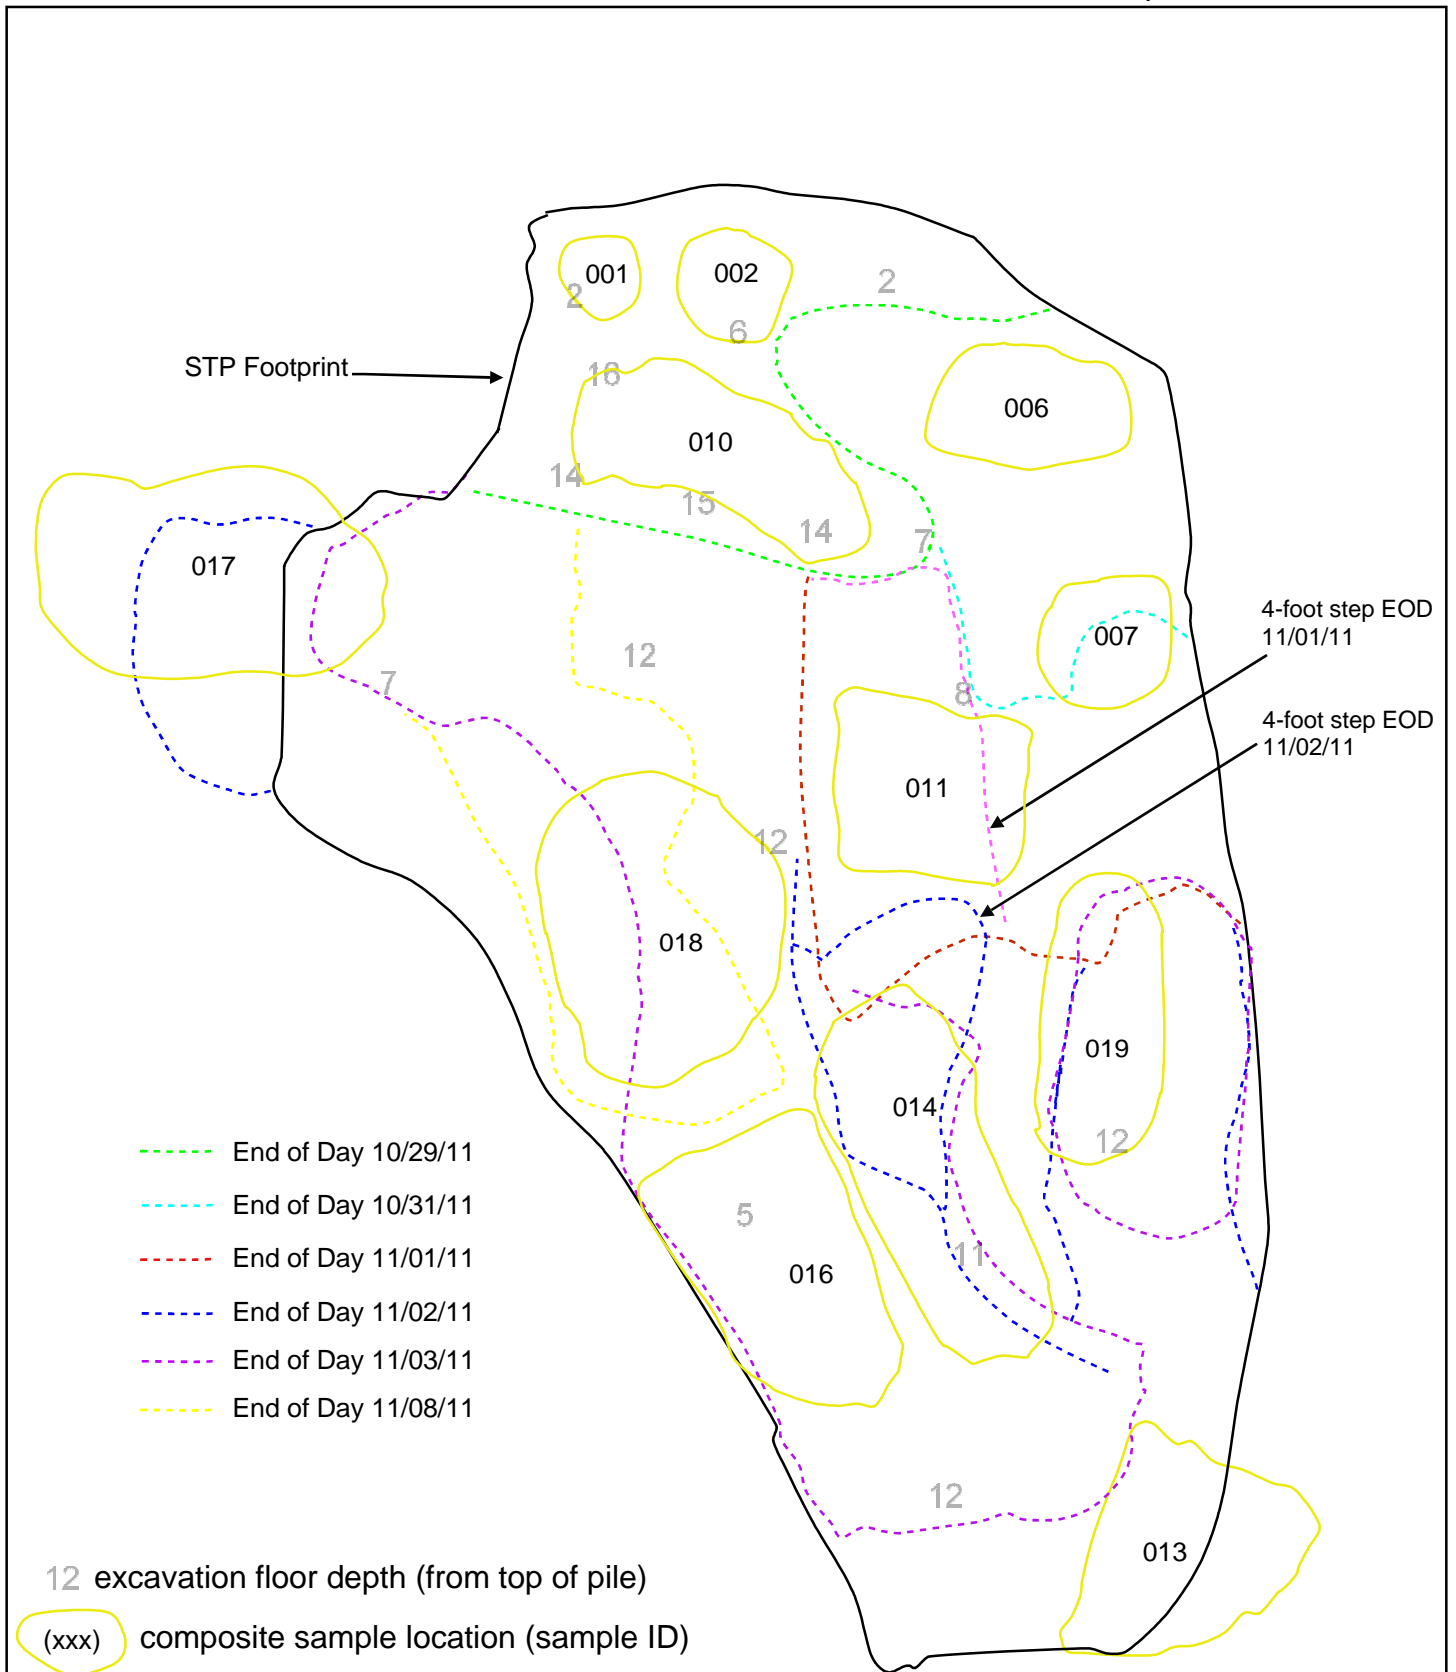 001
002
2
2
6
STP Footprint
16
006
010
14
15
14
7
017
4-foot step EOD
11/01/11
007
12
7
8
4-foot step EOD
11/02/11
011
12
018
019
014
12
End of Day 10/29/11
End of Day 10/31/11
5
End of Day 11/01/11
11
016
End of Day 11/02/11
End of Day 11/03/11
End of Day 11/08/11
12
013
12 excavation floor depth (from top of pile)
(xxx) composite sample location (sample ID)